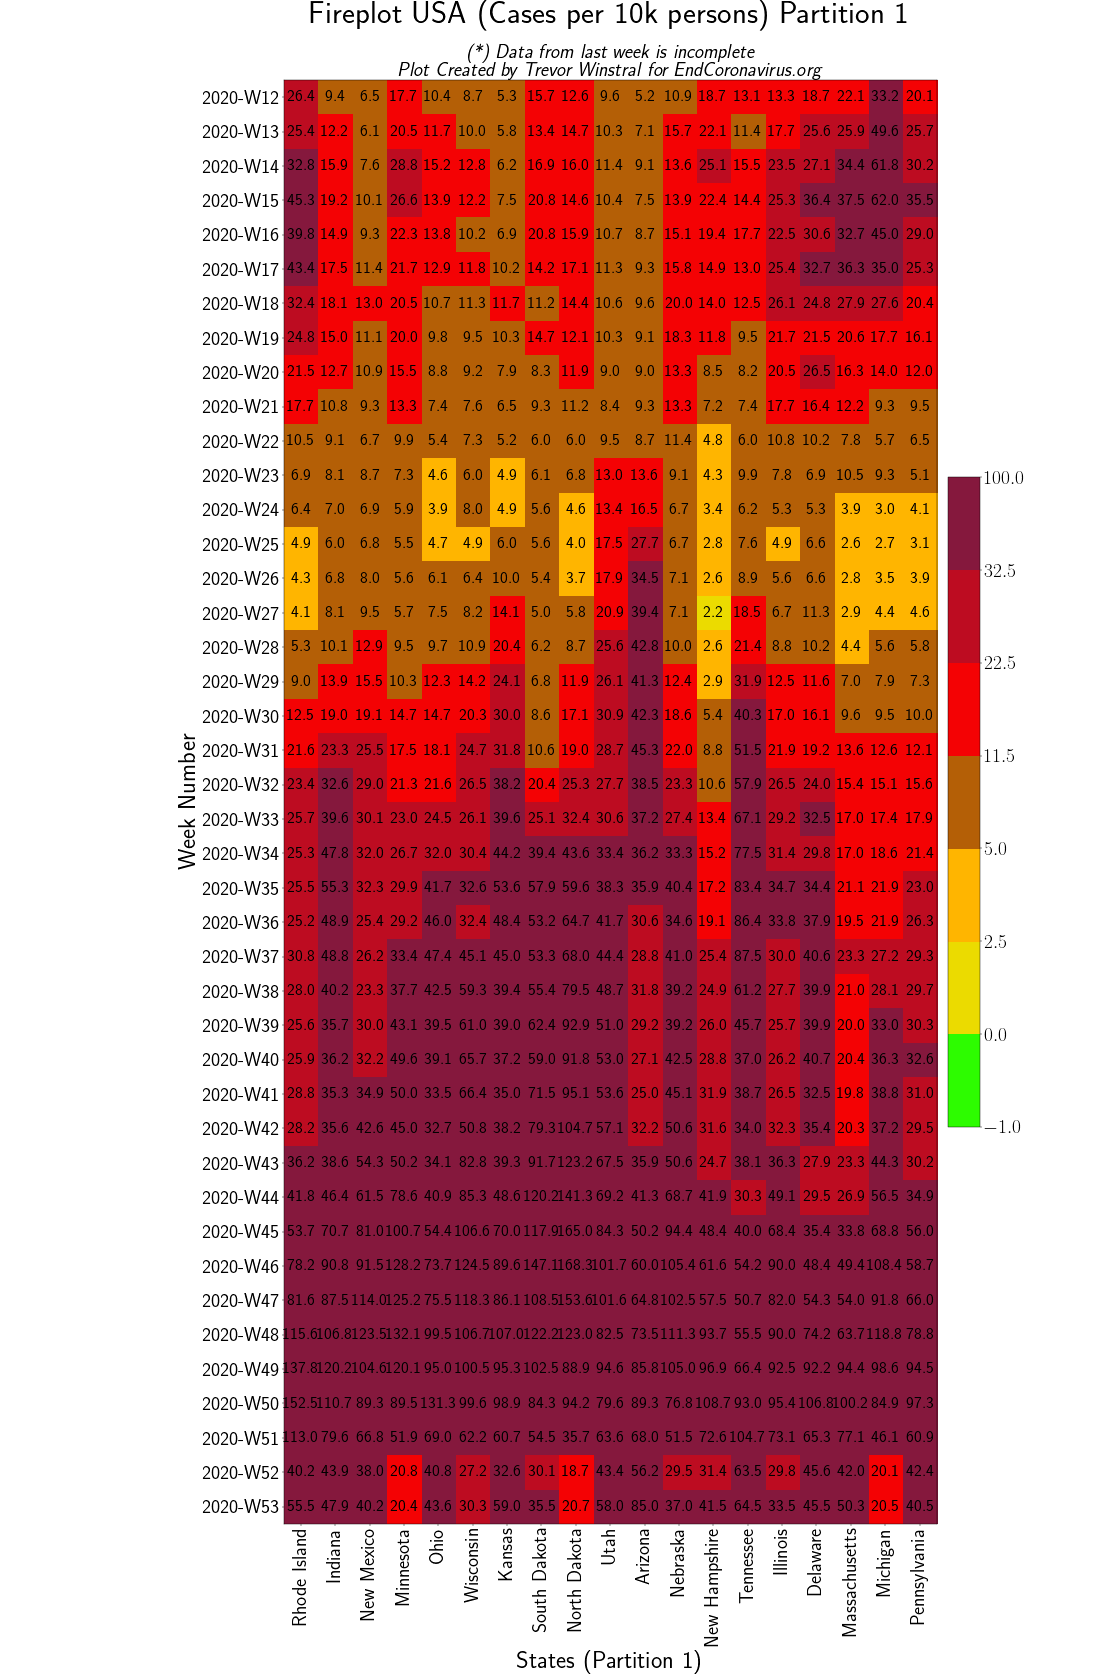 Fireplot USA (Cases per 10k persons) Partition 1
(*) Data from last week is incomplete
Plot Created by Trevor Winstral for EndCoronavirus.org
2020-W12 26.4 9.4 6.5 17.7 10.4 8.7 5.3 15.7 12.6 9.6 5.2 10.9 18.7 13.1 13.3 18.7 22.1 33.2 20.1
2020-W13 25.4 12.2 6.1 20.5 11.7 10.0 5.8 13.4 14.7 10.3 7.1 15.7 22.1 11.4 17.7 25.6 25.9 49.6 25.7
2020-W14 32.8 15.9 7.6 28.8 15.2 12.8 6.2 16.9 16.0 11.4 9.1 13.6 25.1 15.5 23.5 27.1 34.4 61.8 30.2
2020-W15 45.3 19.2 10.1 26.6 13.9 12.2 7.5 20.8 14.6 10.4 7.5 13.9 22.4 14.4 25.3 36.4 37.5 62.0 35.5
2020-W16 39.8 14.9 9.3 22.3 13.8 10.2 6.9 20.8 15.9 10.7 8.7 15.1 19.4 17.7 22.5 30.6 32.7 45.0 29.0
2020-W17 43.4 17.5 11.4 21.7 12.9 11.8 10.2 14.2 17.1 11.3 9.3 15.8 14.9 13.0 25.4 32.7 36.3 35.0 25.3
2020-W18 32.4 18.1 13.0 20.5 10.7 11.3 11.7 11.2 14.4 10.6 9.6 20.0 14.0 12.5 26.1 24.8 27.9 27.6 20.4
2020-W19 24.8 15.0 11.1 20.0 9.8 9.5 10.3 14.7 12.1 10.3 9.1 18.3 11.8 9.5 21.7 21.5 20.6 17.7 16.1
2020-W20 21.5 12.7 10.9 15.5 8.8 9.2 7.9 8.3 11.9 9.0 9.0 13.3 8.5 8.2 20.5 26.5 16.3 14.0 12.0
2020-W21 17.7 10.8 9.3 13.3 7.4 7.6 6.5 9.3 11.2 8.4 9.3 13.3 7.2 7.4 17.7 16.4 12.2 9.3 9.5
2020-W22 10.5 9.1 6.7 9.9 5.4 7.3 5.2 6.0 6.0 9.5 8.7 11.4 4.8 6.0 10.8 10.2 7.8 5.7 6.5
2020-W23 6.9 8.1 8.7 7.3 4.6 6.0 4.9 6.1 6.8 13.0 13.6 9.1 4.3 9.9 7.8 6.9 10.5 9.3 5.1
2020-W24 6.4 7.0 6.9 5.9 3.9 8.0 4.9 5.6 4.6 13.4 16.5 6.7 3.4 6.2 5.3 5.3 3.9 3.0 4.1
2020-W25 4.9 6.0 6.8 5.5 4.7 4.9 6.0 5.6 4.0 17.5 27.7 6.7 2.8 7.6 4.9 6.6 2.6 2.7 3.1
2020-W26 4.3 6.8 8.0 5.6 6.1 6.4 10.0 5.4 3.7 17.9 34.5 7.1 2.6 8.9 5.6 6.6 2.8 3.5 3.9
2020-W27 4.1 8.1 9.5 5.7 7.5 8.2 14.1 5.0 5.8 20.9 39.4 7.1 2.2 18.5 6.7 11.3 2.9 4.4 4.6
2020-W28 5.3 10.1 12.9 9.5 9.7 10.9 20.4 6.2 8.7 25.6 42.8 10.0 2.6 21.4 8.8 10.2 4.4 5.6 5.8
2020-W29 9.0 13.9 15.5 10.3 12.3 14.2 24.1 6.8 11.9 26.1 41.3 12.4 2.9 31.9 12.5 11.6 7.0 7.9 7.3
2020-W30 12.5 19.0 19.1 14.7 14.7 20.3 30.0 8.6 17.1 30.9 42.3 18.6 5.4 40.3 17.0 16.1 9.6 9.5 10.0
2020-W31 21.6 23.3 25.5 17.5 18.1 24.7 31.8 10.6 19.0 28.7 45.3 22.0 8.8 51.5 21.9 19.2 13.6 12.6 12.1
2020-W32 23.4 32.6 29.0 21.3 21.6 26.5 38.2 20.4 25.3 27.7 38.5 23.3 10.6 57.9 26.5 24.0 15.4 15.1 15.6
2020-W33 25.7 39.6 30.1 23.0 24.5 26.1 39.6 25.1 32.4 30.6 37.2 27.4 13.4 67.1 29.2 32.5 17.0 17.4 17.9
2020-W34 25.3 47.8 32.0 26.7 32.0 30.4 44.2 39.4 43.6 33.4 36.2 33.3 15.2 77.5 31.4 29.8 17.0 18.6 21.4
2020-W35 25.5 55.3 32.3 29.9 41.7 32.6 53.6 57.9 59.6 38.3 35.9 40.4 17.2 83.4 34.7 34.4 21.1 21.9 23.0
2020-W36 25.2 48.9 25.4 29.2 46.0 32.4 48.4 53.2 64.7 41.7 30.6 34.6 19.1 86.4 33.8 37.9 19.5 21.9 26.3
2020-W37 30.8 48.8 26.2 33.4 47.4 45.1 45.0 53.3 68.0 44.4 28.8 41.0 25.4 87.5 30.0 40.6 23.3 27.2 29.3
2020-W38 28.0 40.2 23.3 37.7 42.5 59.3 39.4 55.4 79.5 48.7 31.8 39.2 24.9 61.2 27.7 39.9 21.0 28.1 29.7
2020-W39 25.6 35.7 30.0 43.1 39.5 61.0 39.0 62.4 92.9 51.0 29.2 39.2 26.0 45.7 25.7 39.9 20.0 33.0 30.3
2020-W40 25.9 36.2 32.2 49.6 39.1 65.7 37.2 59.0 91.8 53.0 27.1 42.5 28.8 37.0 26.2 40.7 20.4 36.3 32.6
2020-W41 28.8 35.3 34.9 50.0 33.5 66.4 35.0 71.5 95.1 53.6 25.0 45.1 31.9 38.7 26.5 32.5 19.8 38.8 31.0
2020-W42 28.2 35.6 42.6 45.0 32.7 50.8 38.2 79.3 104.7 57.1 32.2 50.6 31.6 34.0 32.3 35.4 20.3 37.2 29.5
2020-W43 36.2 38.6 54.3 50.2 34.1 82.8 39.3 91.7 123.2 67.5 35.9 50.6 24.7 38.1 36.3 27.9 23.3 44.3 30.2
2020-W44 41.8 46.4 61.5 78.6 40.9 85.3 48.6 120.2 141.3 69.2 41.3 68.7 41.9 30.3 49.1 29.5 26.9 56.5 34.9
2020-W45 53.7 70.7 81.0 100.7 54.4 106.6 70.0 117.9 165.0 84.3 50.2 94.4 48.4 40.0 68.4 35.4 33.8 68.8 56.0
2020-W46 78.2 90.8 91.5 128.2 73.7 124.5 89.6 147.1 168.3 101.7 60.0 105.4 61.6 54.2 90.0 48.4 49.4 108.4 58.7
2020-W47 81.6 87.5 114.0 125.2 75.5 118.3 86.1 108.5 153.6 101.6 64.8 102.5 57.5 50.7 82.0 54.3 54.0 91.8 66.0
2020-W48 115.6 106.8 123.5 132.1 99.5 106.7 107.0 122.2 123.0 82.5 73.5 111.3 93.7 55.5 90.0 74.2 63.7 118.8 78.8
2020-W49 137.8 120.2 104.6 120.1 95.0 100.5 95.3 102.5 88.9 94.6 85.8 105.0 96.9 66.4 92.5 92.2 94.4 98.6 94.5
2020-W50 152.5 110.7 89.3 89.5 131.3 99.6 98.9 84.3 94.2 79.6 89.3 76.8 108.7 93.0 95.4 106.8 100.2 84.9 97.3
2020-W51 113.0 79.6 66.8 51.9 69.0 62.2 60.7 54.5 35.7 63.6 68.0 51.5 72.6 104.7 73.1 65.3 77.1 46.1 60.9
2020-W52 40.2 43.9 38.0 20.8 40.8 27.2 32.6 30.1 18.7 43.4 56.2 29.5 31.4 63.5 29.8 45.6 42.0 20.1 42.4
2020-W53 55.5 47.9 40.2 20.4 43.6 30.3 59.0 35.5 20.7 58.0 85.0 37.0 41.5 64.5 33.5 45.5 50.3 20.5 40.5
Week Number
Rhode Island
Indiana
New Mexico
Minnesota
Ohio
Wisconsin
Kansas
South Dakota
North Dakota
Utah
Arizona
Nebraska
New Hampshire
Tennessee
Illinois
Delaware
Massachusetts
Michigan
Pennsylvania
States (Partition 1)
100.0
32.5
22.5
11.5
5.0
2.5
0.0
−1.0